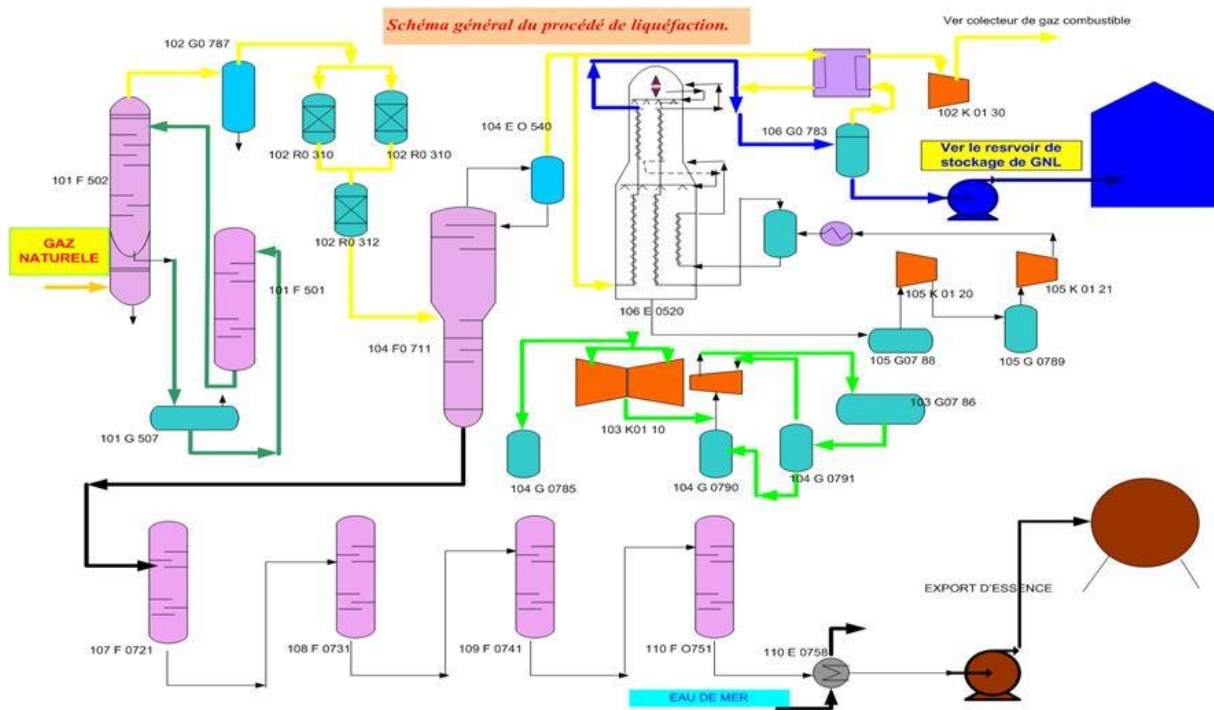 Schéma général du procédé de liquéfaction.
Ver colecteur de gaz combustible
102 G0 787
102 K 01 30
104 E O 540
106 G0 783
102 R0 310
102 R0 310
Ver le resrvoir de
stockage de GNL
101 F 502
102 R0 312
GAZ
NATURELE
101 F 501
105 K 01 20
105 K 01 21
106 E 0520
104 F0 711
105 G07 88
105 G 0789
103 G07 86
101 G 507
103 K01 10
104 G 0785
104 G 0790
104 G 0791
EXPORT D'ESSENCE
107 F 0721
108 F 0731
109 F 0741
110 F O751
110 E 0758
EAU DE MER